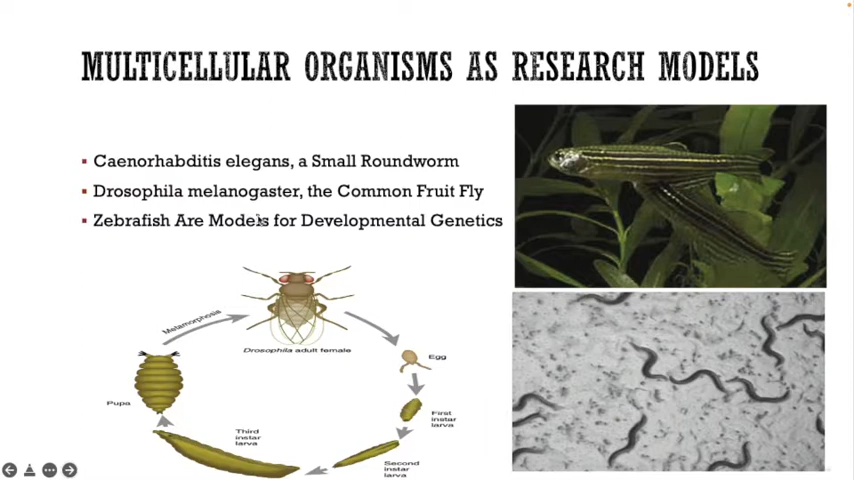 MULTICELLULAR ORGANISMS AS RESEARCH MODELS
Caenorhabditis elegans, a Small Roundworm
Drosophila melanogaster, the Common Fruit Fly
Zebrafish Are Models for Developmental Genetics
Metamorphosis
Drosophila adult female
Egg
Pupa
First
instar
larva
Third
instar
larva
Second
instar
larva